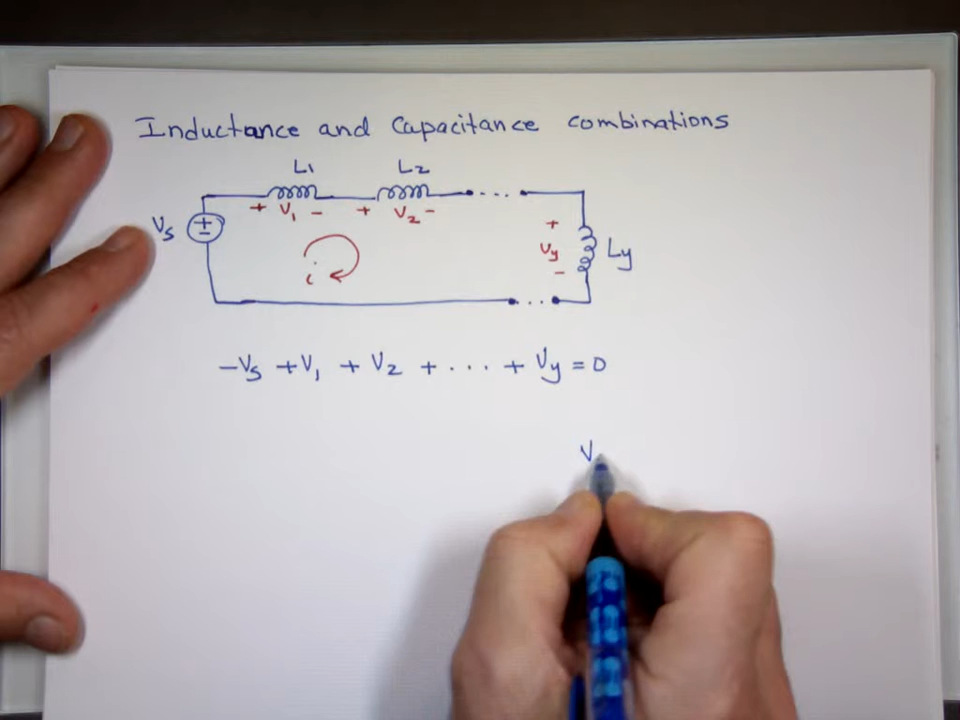 Inductance and Capacitance combinations
L1 L2
+ V1 - + V2 -
Vs + -
+ Vy - Ly
i
-Vs + V1 + V2 + ... + Vy = 0
V